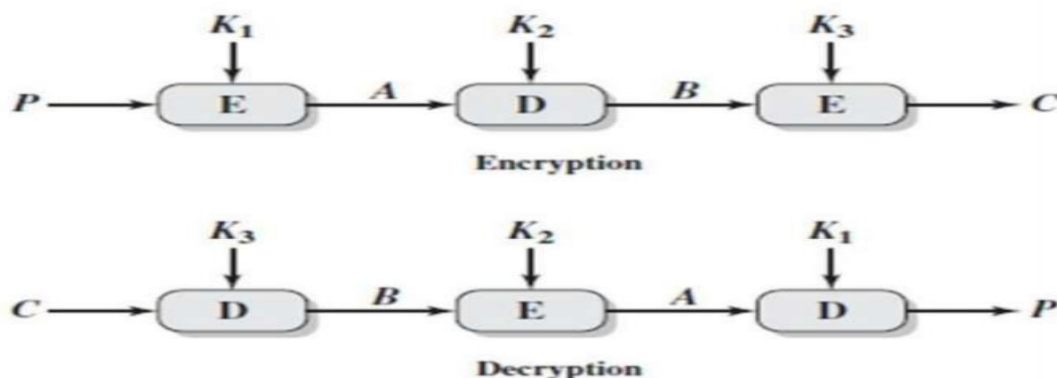 K₁ K₂ K₃
P E A D B E C
Encryption
K₃ K₂ K₁
C D B E A D P
Decryption